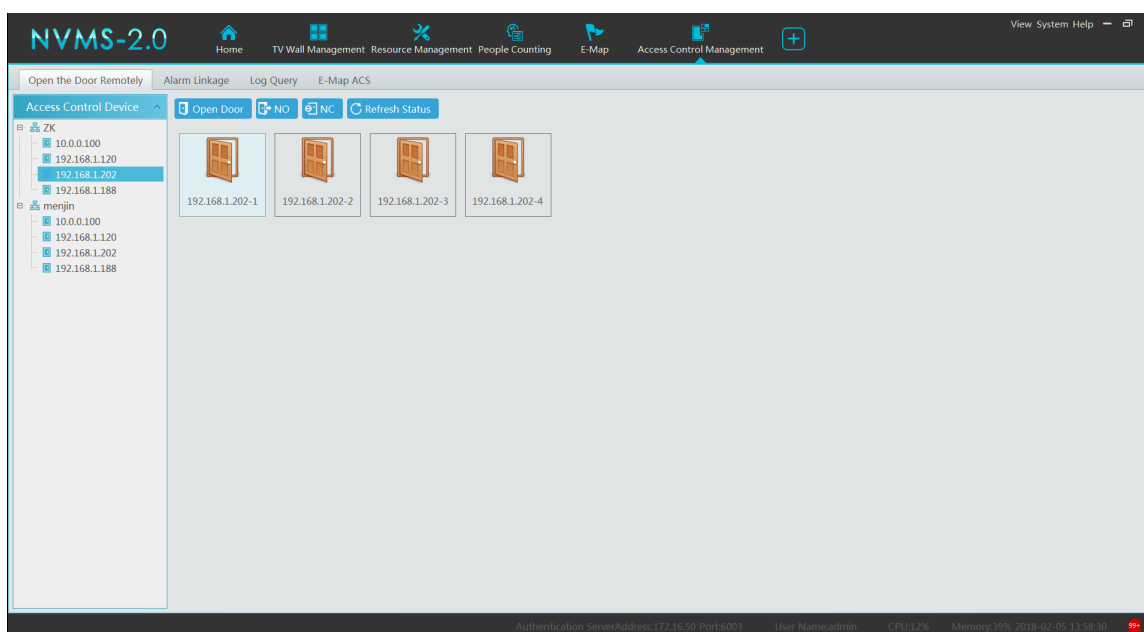 NVMS-2.0
View System Help
Home TV Wall Management Resource Management People Counting E-Map Access Control Management
Open the Door Remotely Alarm Linkage Log Query E-Map ACS
Access Control Device
Open Door NO NC Refresh Status
ZK
10.0.0.100
192.168.1.120
192.168.1.202
192.168.1.188
menjin
10.0.0.100
192.168.1.120
192.168.1.202
192.168.1.188
192.168.1.202-1 192.168.1.202-2 192.168.1.202-3 192.168.1.202-4
Authentication ServerAddress:172.16.50 Port:6003 User Name:admin CPU:12% Memory:39% 2018-02-05 13:58:30 99+